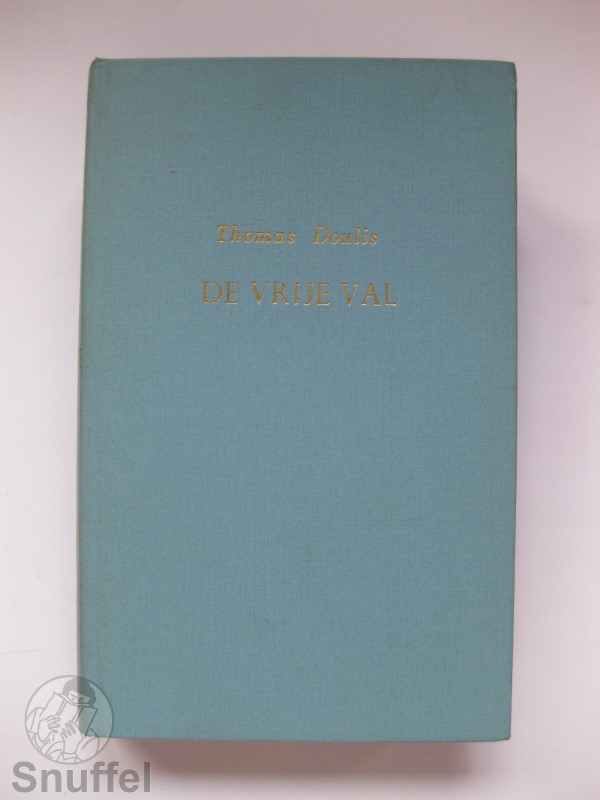 Thomas Doulis
DE VRIJE VAL
Snuffel